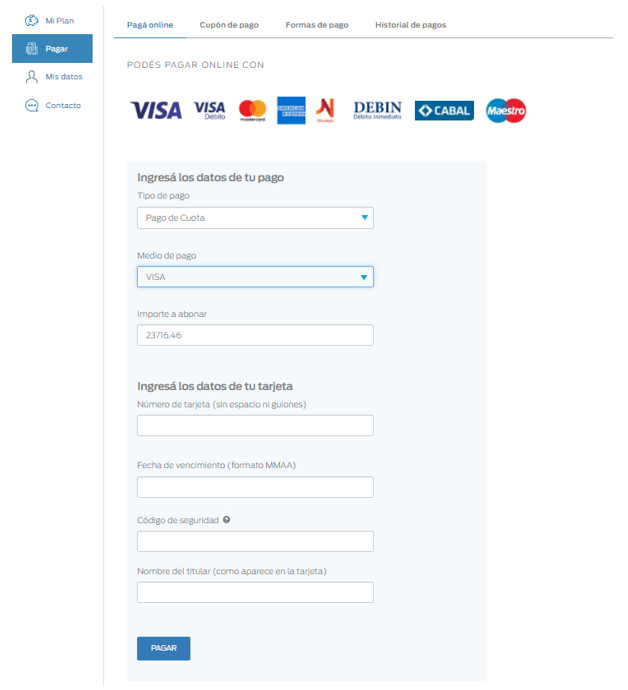 Mi Plan
Pagar
Mis datos
Contacto
Pagá online Cupón de pago Formas de pago Historial de pagos
PODÉS PAGAR ONLINE CON
VISA VISA Débito mastercard AMERICAN EXPRESS Naranja DEBIN Débito Inmediato CABAL Maestro
Ingresá los datos de tu pago
Tipo de pago
Pago de Cuota
Medio de pago
VISA
Importe a abonar
23716.46
Ingresá los datos de tu tarjeta
Número de tarjeta (sin espacio ni guiones)
Fecha de vencimiento (formato MMAA)
Código de seguridad ?
Nombre del titular (como aparece en la tarjeta)
PAGAR